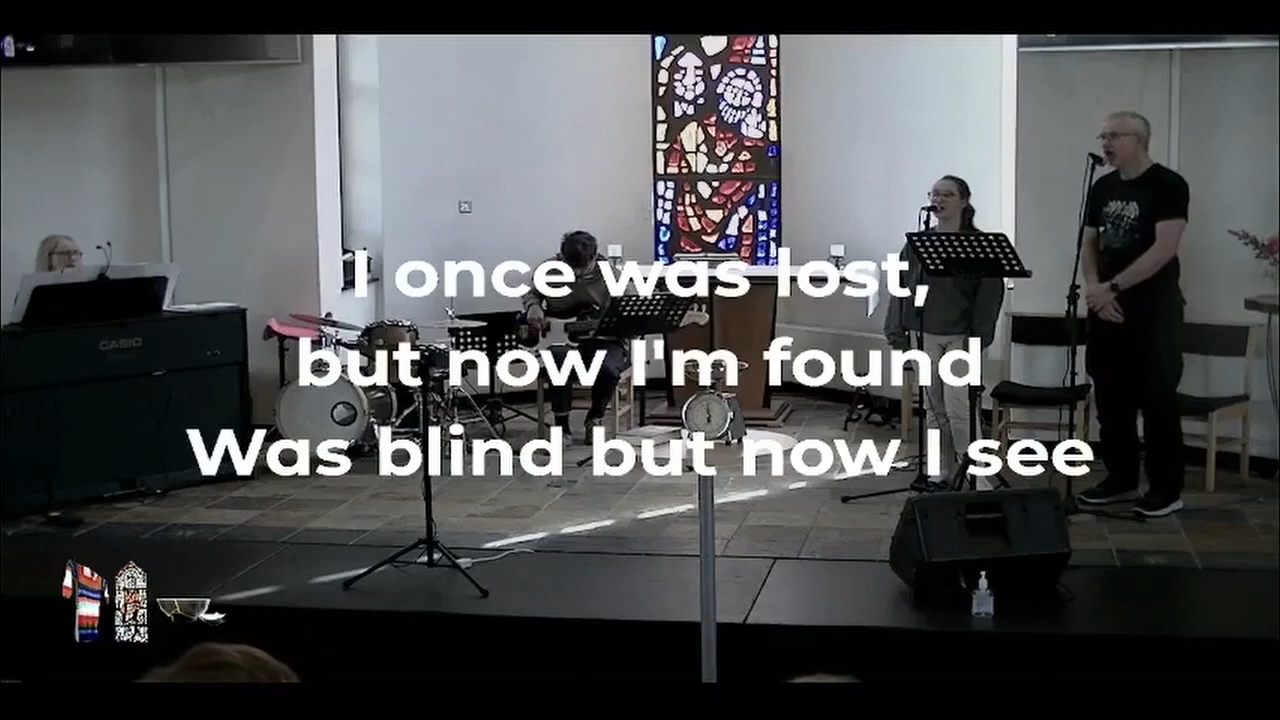 I once was lost,
but now I'm found
Was blind but now I see
CASIO